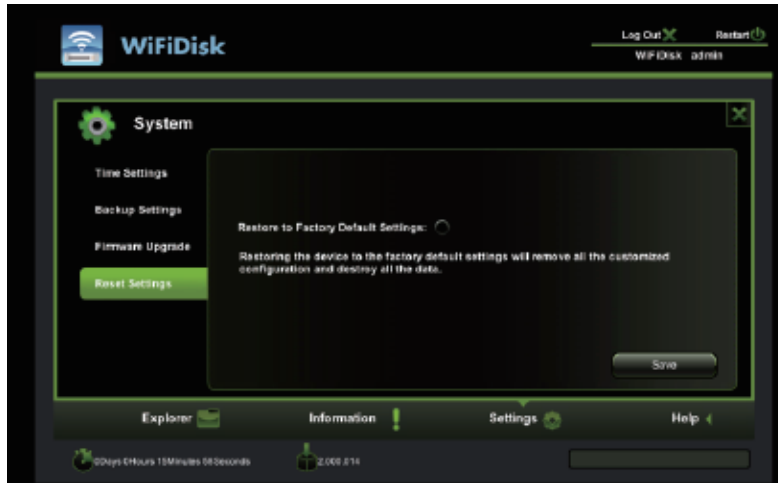 WiFiDisk
Log Out Restart
WiFiDisk admin
System
Time Settings
Backup Settings
Firmware Upgrade
Reset Settings
Restore to Factory Default Settings:
Restoring the device to the factory default settings will remove all the customized
configuration and destroy all the data.
Save
Explorer Information Settings Help
0Days 0Hours 15Minutes 58Seconds 2.000.014